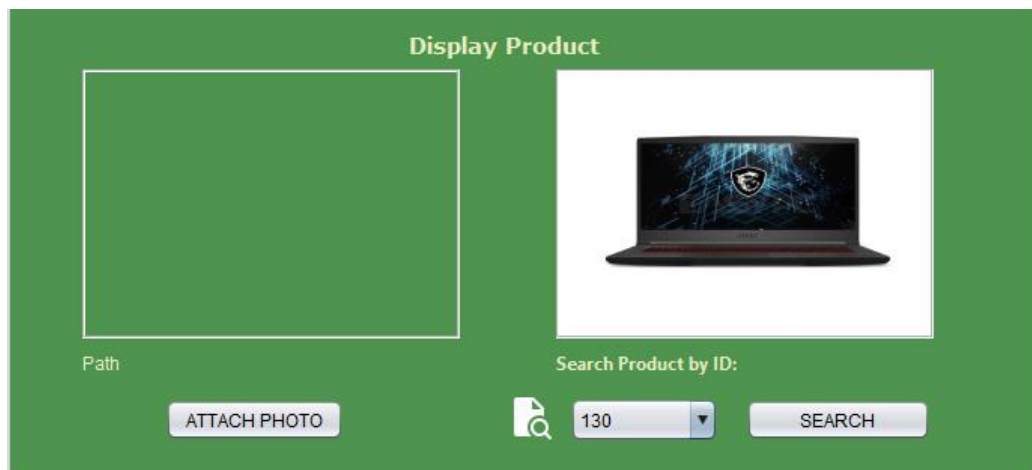 Display Product
Path
Search Product by ID:
ATTACH PHOTO
130
SEARCH